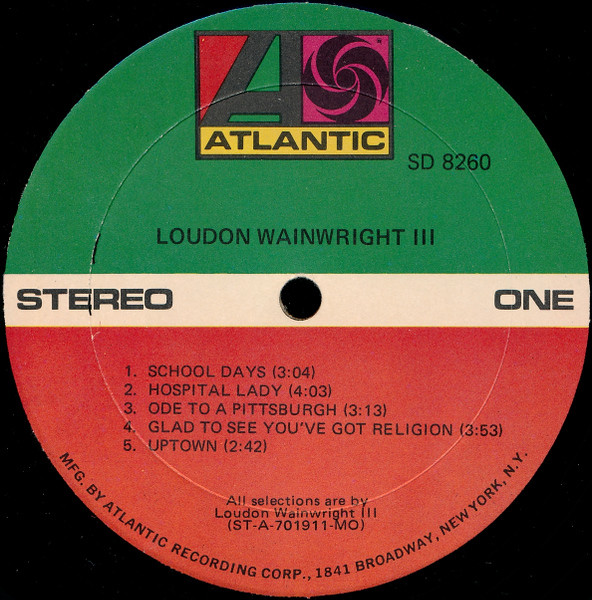 ATLANTIC
SD 8260
LOUDON WAINWRIGHT III
STEREO
ONE
1. SCHOOL DAYS (3:04)
2. HOSPITAL LADY (4:03)
3. ODE TO A PITTSBURGH (3:13)
4. GLAD TO SEE YOU'VE GOT RELIGION (3:53)
5. UPTOWN (2:42)
All selections are by
Loudon Wainwright III
(ST-A-701911-MO)
MFG. BY ATLANTIC RECORDING CORP., 1841 BROADWAY, NEW YORK, N.Y.